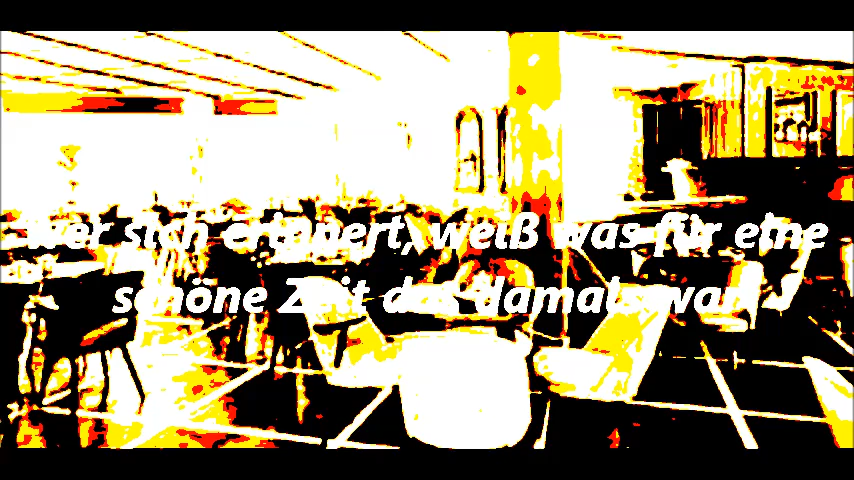 wer sich erinnert, weiß was für eine
schöne Zeit das damals war